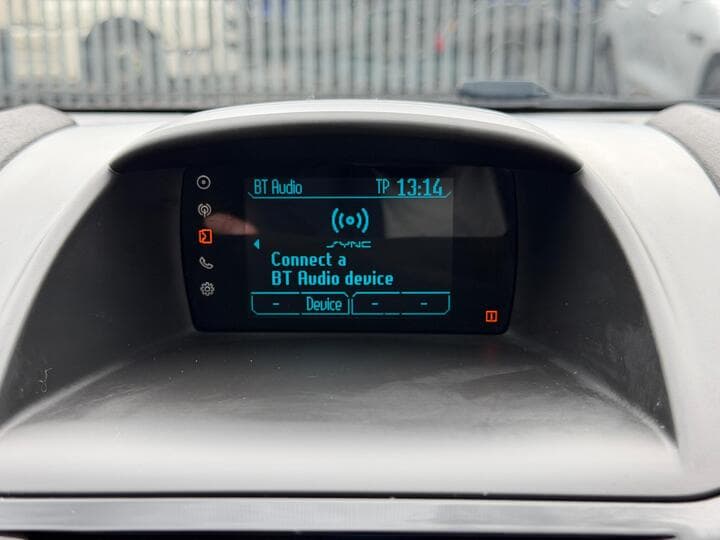 BT Audio TP 13:14
SYNC
Connect a
BT Audio device
- Device - -